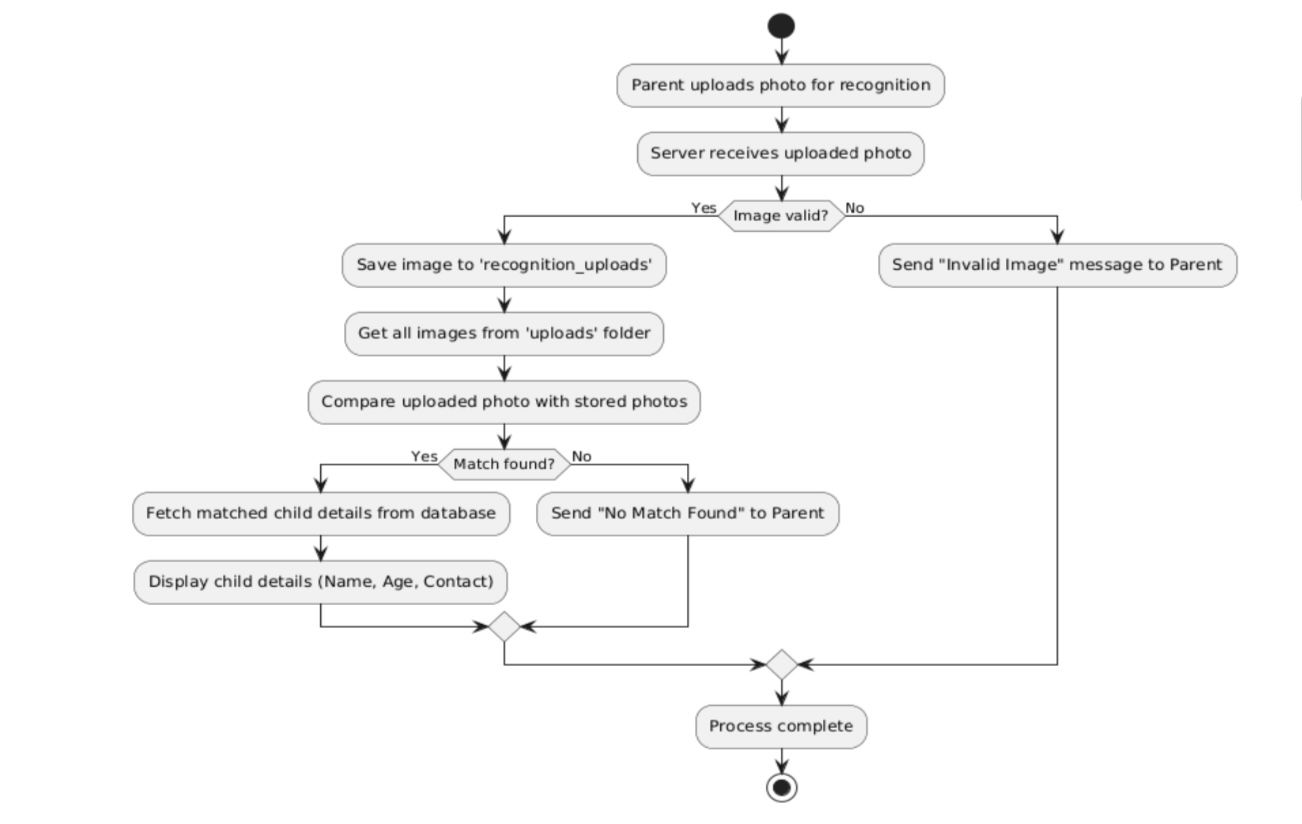 Parent uploads photo for recognition
Server receives uploaded photo
Yes
Image valid?
No
Save image to 'recognition_uploads'
Send "Invalid Image" message to Parent
Get all images from 'uploads' folder
Compare uploaded photo with stored photos
Yes
Match found?
No
Fetch matched child details from database
Send "No Match Found" to Parent
Display child details (Name, Age, Contact)
Process complete